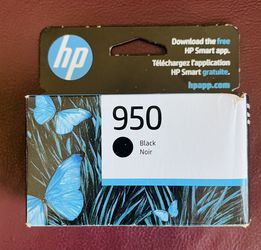 hp
Download the free
HP Smart app.
Téléchargez l'application
HP Smart gratuite.
hpapp.com
950
Black
Noir